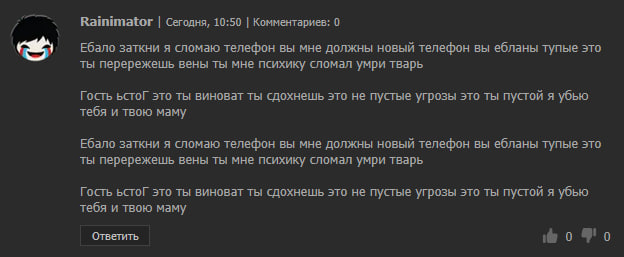 Rainimator | Сегодня, 10:50 | Комментариев: 0
Ебало заткни я сломаю телефон вы мне должны новый телефон вы ебланы тупые это
ты перережешь вены ты мне психику сломал умри тварь
Гость ьстоГ это ты виноват ты сдохнешь это не пустые угрозы это ты пустой я убью
тебя и твою маму
Ебало заткни я сломаю телефон вы мне должны новый телефон вы ебланы тупые это
ты перережешь вены ты мне психику сломал умри тварь
Гость ьстоГ это ты виноват ты сдохнешь это не пустые угрозы это ты пустой я убью
тебя и твою маму
Ответить
0 0